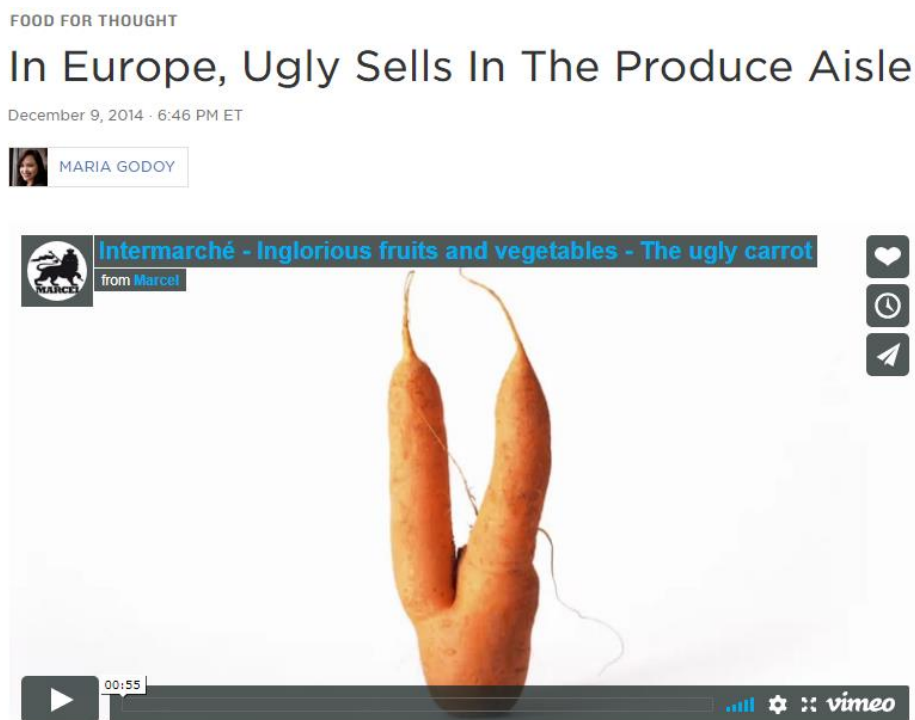 FOOD FOR THOUGHT
In Europe, Ugly Sells In The Produce Aisle
December 9, 2014 · 6:46 PM ET
MARIA GODOY
Intermarché - Inglorious fruits and vegetables - The ugly carrot
from Marcel
MARCEL
00:55
vimeo